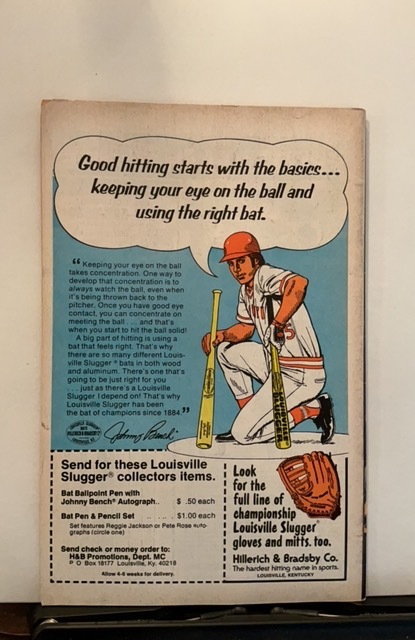 Good hitting starts with the basics...
keeping your eye on the ball and
using the right bat.
“ Keeping your eye on the ball
takes concentration. One way to
develop that concentration is to
always watch the ball, even when
it's being thrown back to the
pitcher. Once you have good eye
contact, you can concentrate on
meeting the ball . . . and that's
when you start to hit the ball solid!
A big part of hitting is using a
bat that feels right. That's why
there are so many different Louis-
ville Slugger® bats in both wood
and aluminum. There's one that's
going to be just right for you
. . . just as there's a Louisville
Slugger I depend on! That's why
Louisville Slugger has been
the bat of champions since 1884.”
Johnny Bench
Send for these Louisville
Slugger® collectors items.
Bat Ballpoint Pen with
Johnny Bench® Autograph.. $ .50 each
Bat Pen & Pencil Set ........ $1.00 each
Set features Reggie Jackson or Pete Rose auto-
graphs (circle one)
Send check or money order to:
H&B Promotions, Dept. MC
P O Box 18177 Louisville, Ky. 40218
Allow 4-6 weeks for delivery.
Look
for the
full line of
championship
Louisville Slugger®
gloves and mitts, too.
Hillerich & Bradsby Co.
The hardest hitting name in sports.
LOUISVILLE, KENTUCKY